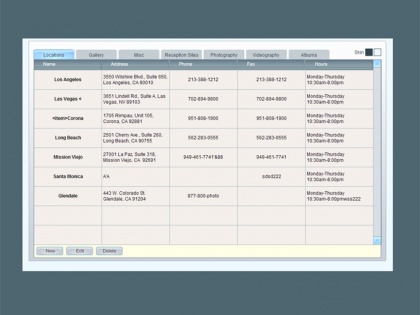 Locations Gallery Misc Reception Sites Photography Videography Albums Skin
Name Address Phone Fax Hours
Los Angeles 3550 Wilshire Blvd., Suite 550, 213-388-1212 213-388-1212 Monday-Thursday
Los Angeles, CA 90010 10:30am-8:00pm
Las Vegas < 3651 Lindell Rd., Suite A, Las 702-894-9800 702-894-9800 Monday-Thursday
Vegas, NV 89103 10:30am-8:00pm
<Item>Corona 1705 Rimpau, Unit 105, 951-808-1900 951-808-1900 Monday-Thursday
Corona, CA 92881 10:30am-8:00pm
Long Beach 2501 Cherry Ave., Suite 260, 562-283-0555 562-283-0555 Monday-Thursday
Long Beach, CA 90755 10:30am-8:00pm
Mission Viejo 27001 La Paz, Suite 318, 949-461-7741 949-461-7741 Monday-Thursday
Mission Viejo, CA 92691 10:30am-8:00pm
Santa Monica A'A sdsd222 Monday-Thursday
10:30am-8:00pm
Glendale 443 W. Colorado St. 877-808-photo Monday-Thursday
Glendale, CA 91204 10:30am-8:00pmwss222
New Edit Delete